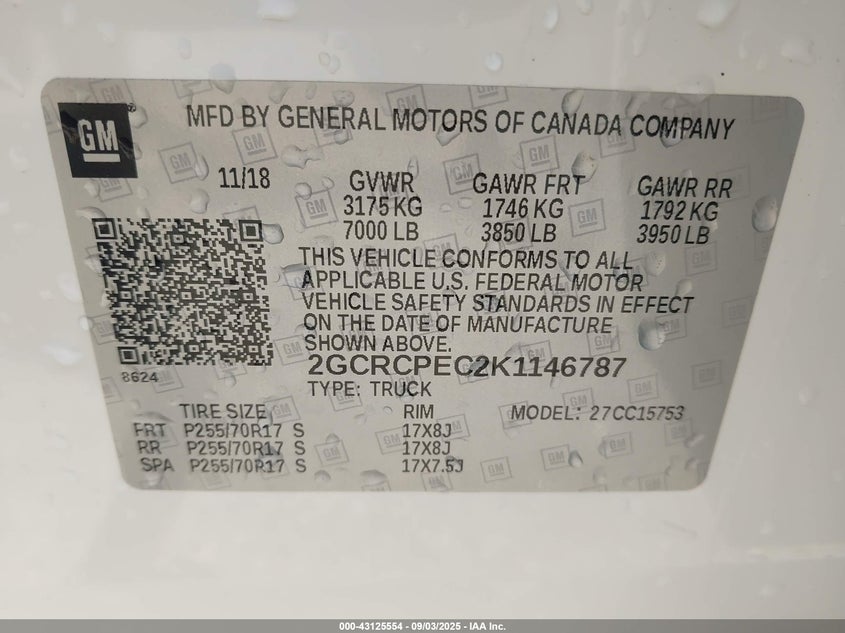 GM
MFD BY GENERAL MOTORS OF CANADA COMPANY
11/18 GVWR GAWR FRT GAWR RR
3175 KG 1746 KG 1792 KG
7000 LB 3850 LB 3950 LB
THIS VEHICLE CONFORMS TO ALL
APPLICABLE U.S. FEDERAL MOTOR
VEHICLE SAFETY STANDARDS IN EFFECT
ON THE DATE OF MANUFACTURE
SHOWN ABOVE.
2GCRCPEC2K1146787
8624
TYPE: TRUCK
TIRE SIZE RIM MODEL: 27CC15753
FRT P255/70R17 S 17X8J
RR P255/70R17 S 17X8J
SPA P255/70R17 S 17X7.5J
000-43125554 - 09/03/2025 - IAA Inc.